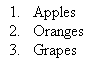 1. Apples
2. Oranges
3. Grapes